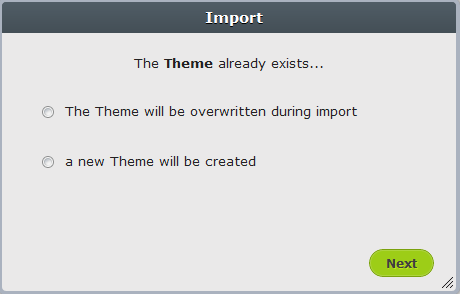 Import
The Theme already exists...
The Theme will be overwritten during import
a new Theme will be created
Next